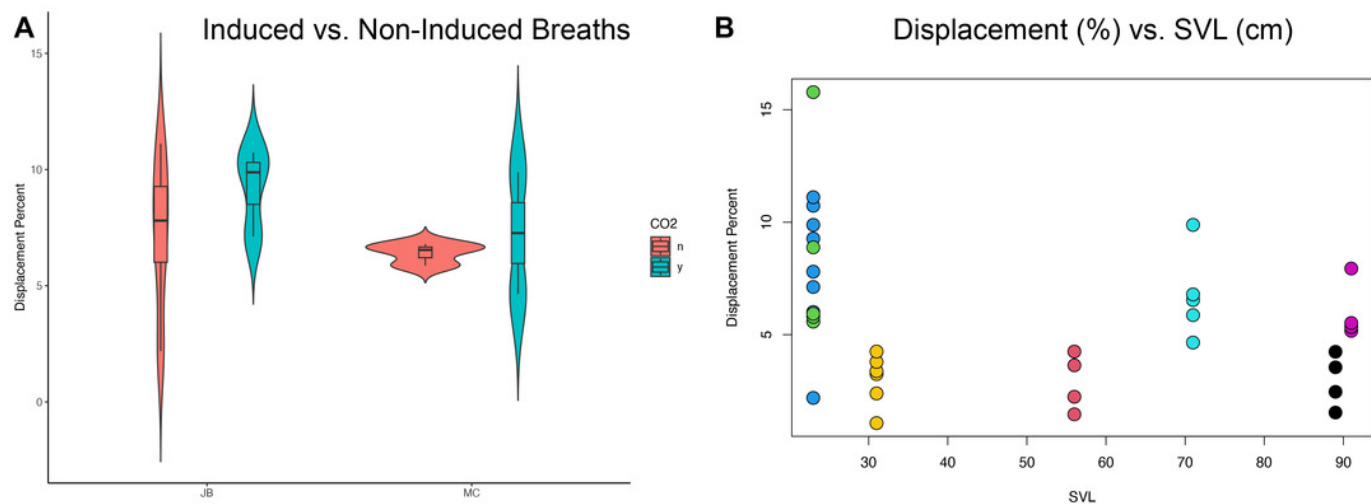 A
Induced vs. Non-Induced Breaths
15
10
5
0
Displacement Percent
JB
MC
CO2
n
y
B
Displacement (%) vs. SVL (cm)
15
10
5
Displacement Percent
30
40
50
60
70
80
90
SVL